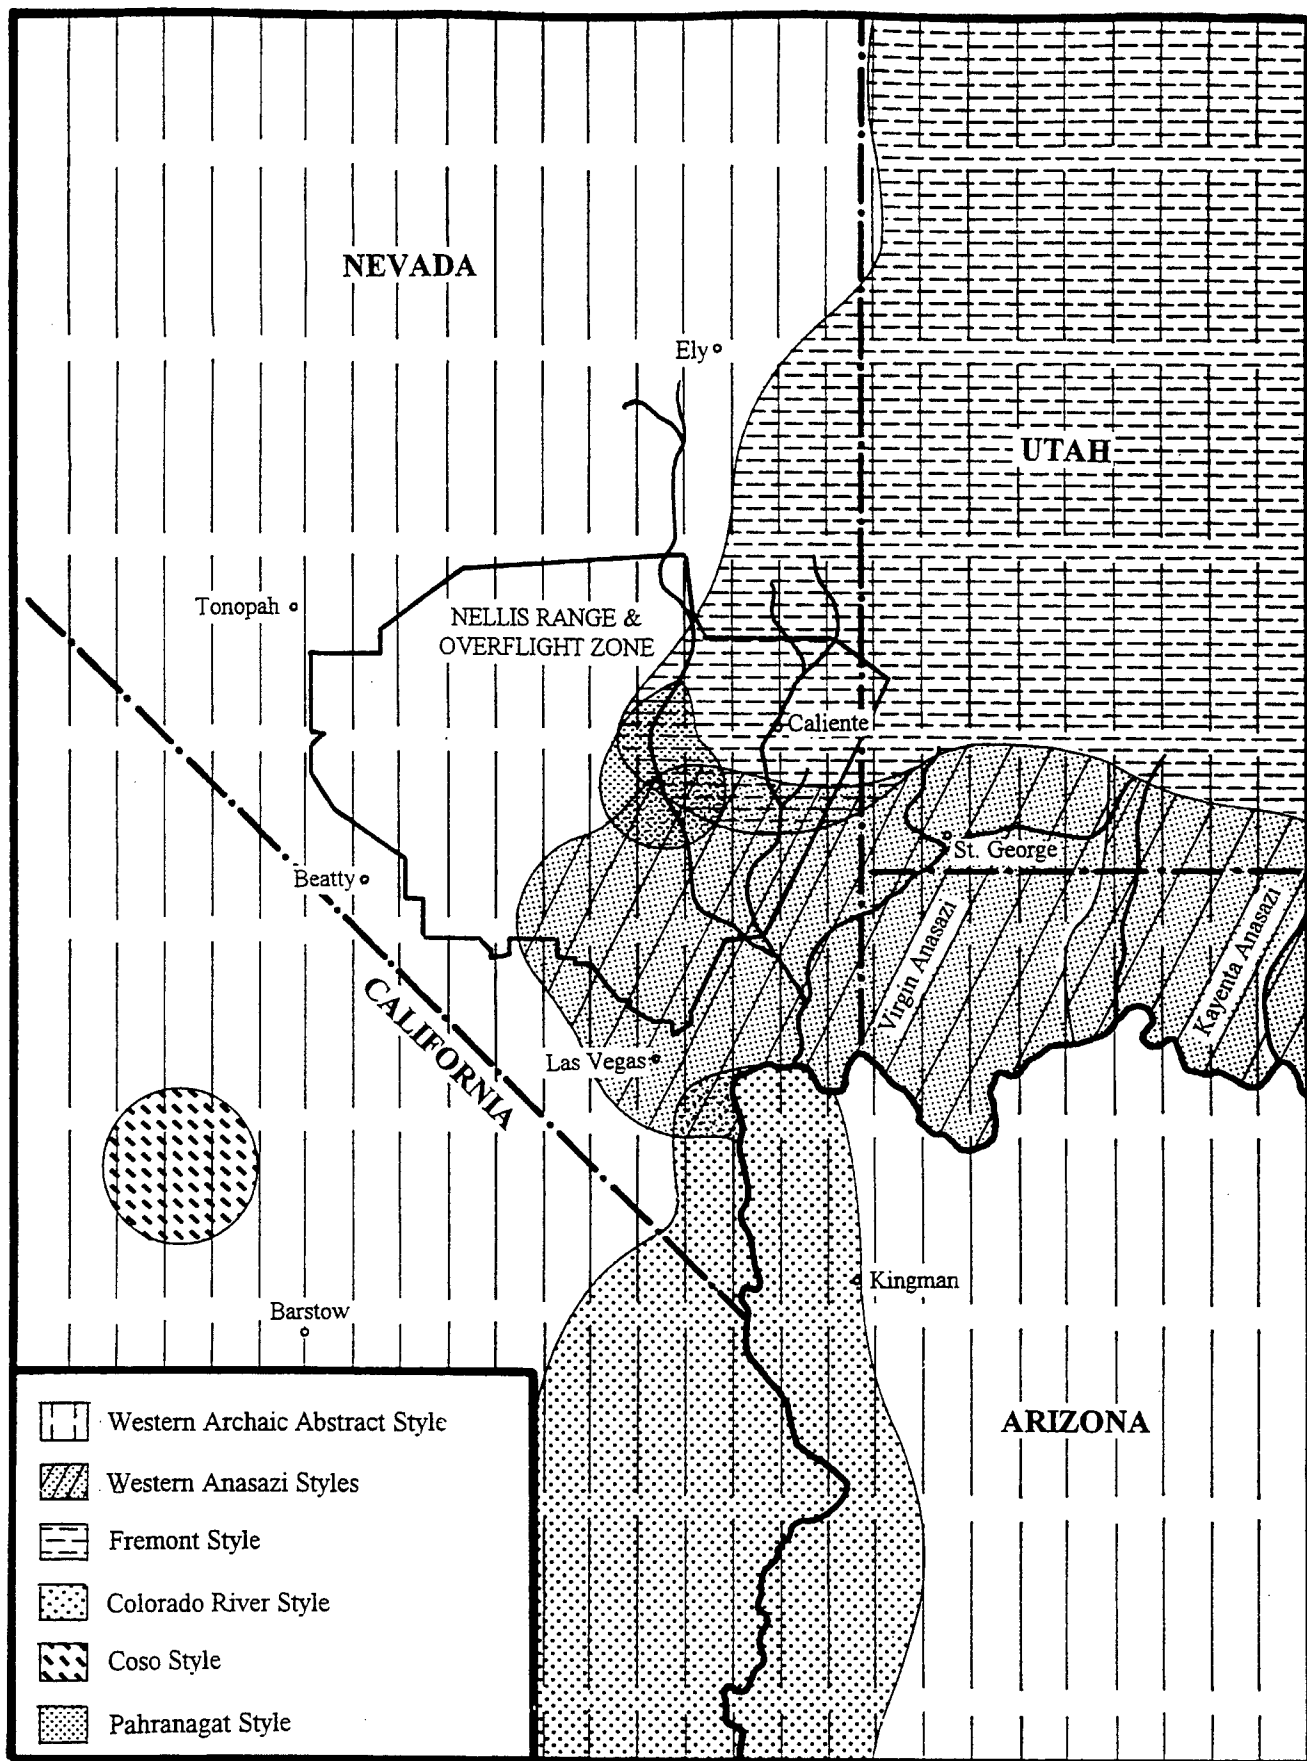 NEVADA
Ely
UTAH
Tonopah
NELLIS RANGE &
OVERFLIGHT ZONE
Caliente
St. George
Beatty
Virgin Anasazi
Kayenta Anasazi
CALIFORNIA
Las Vegas
Kingman
Barstow
ARIZONA
Western Archaic Abstract Style
Western Anasazi Styles
Fremont Style
Colorado River Style
Coso Style
Pahranagat Style